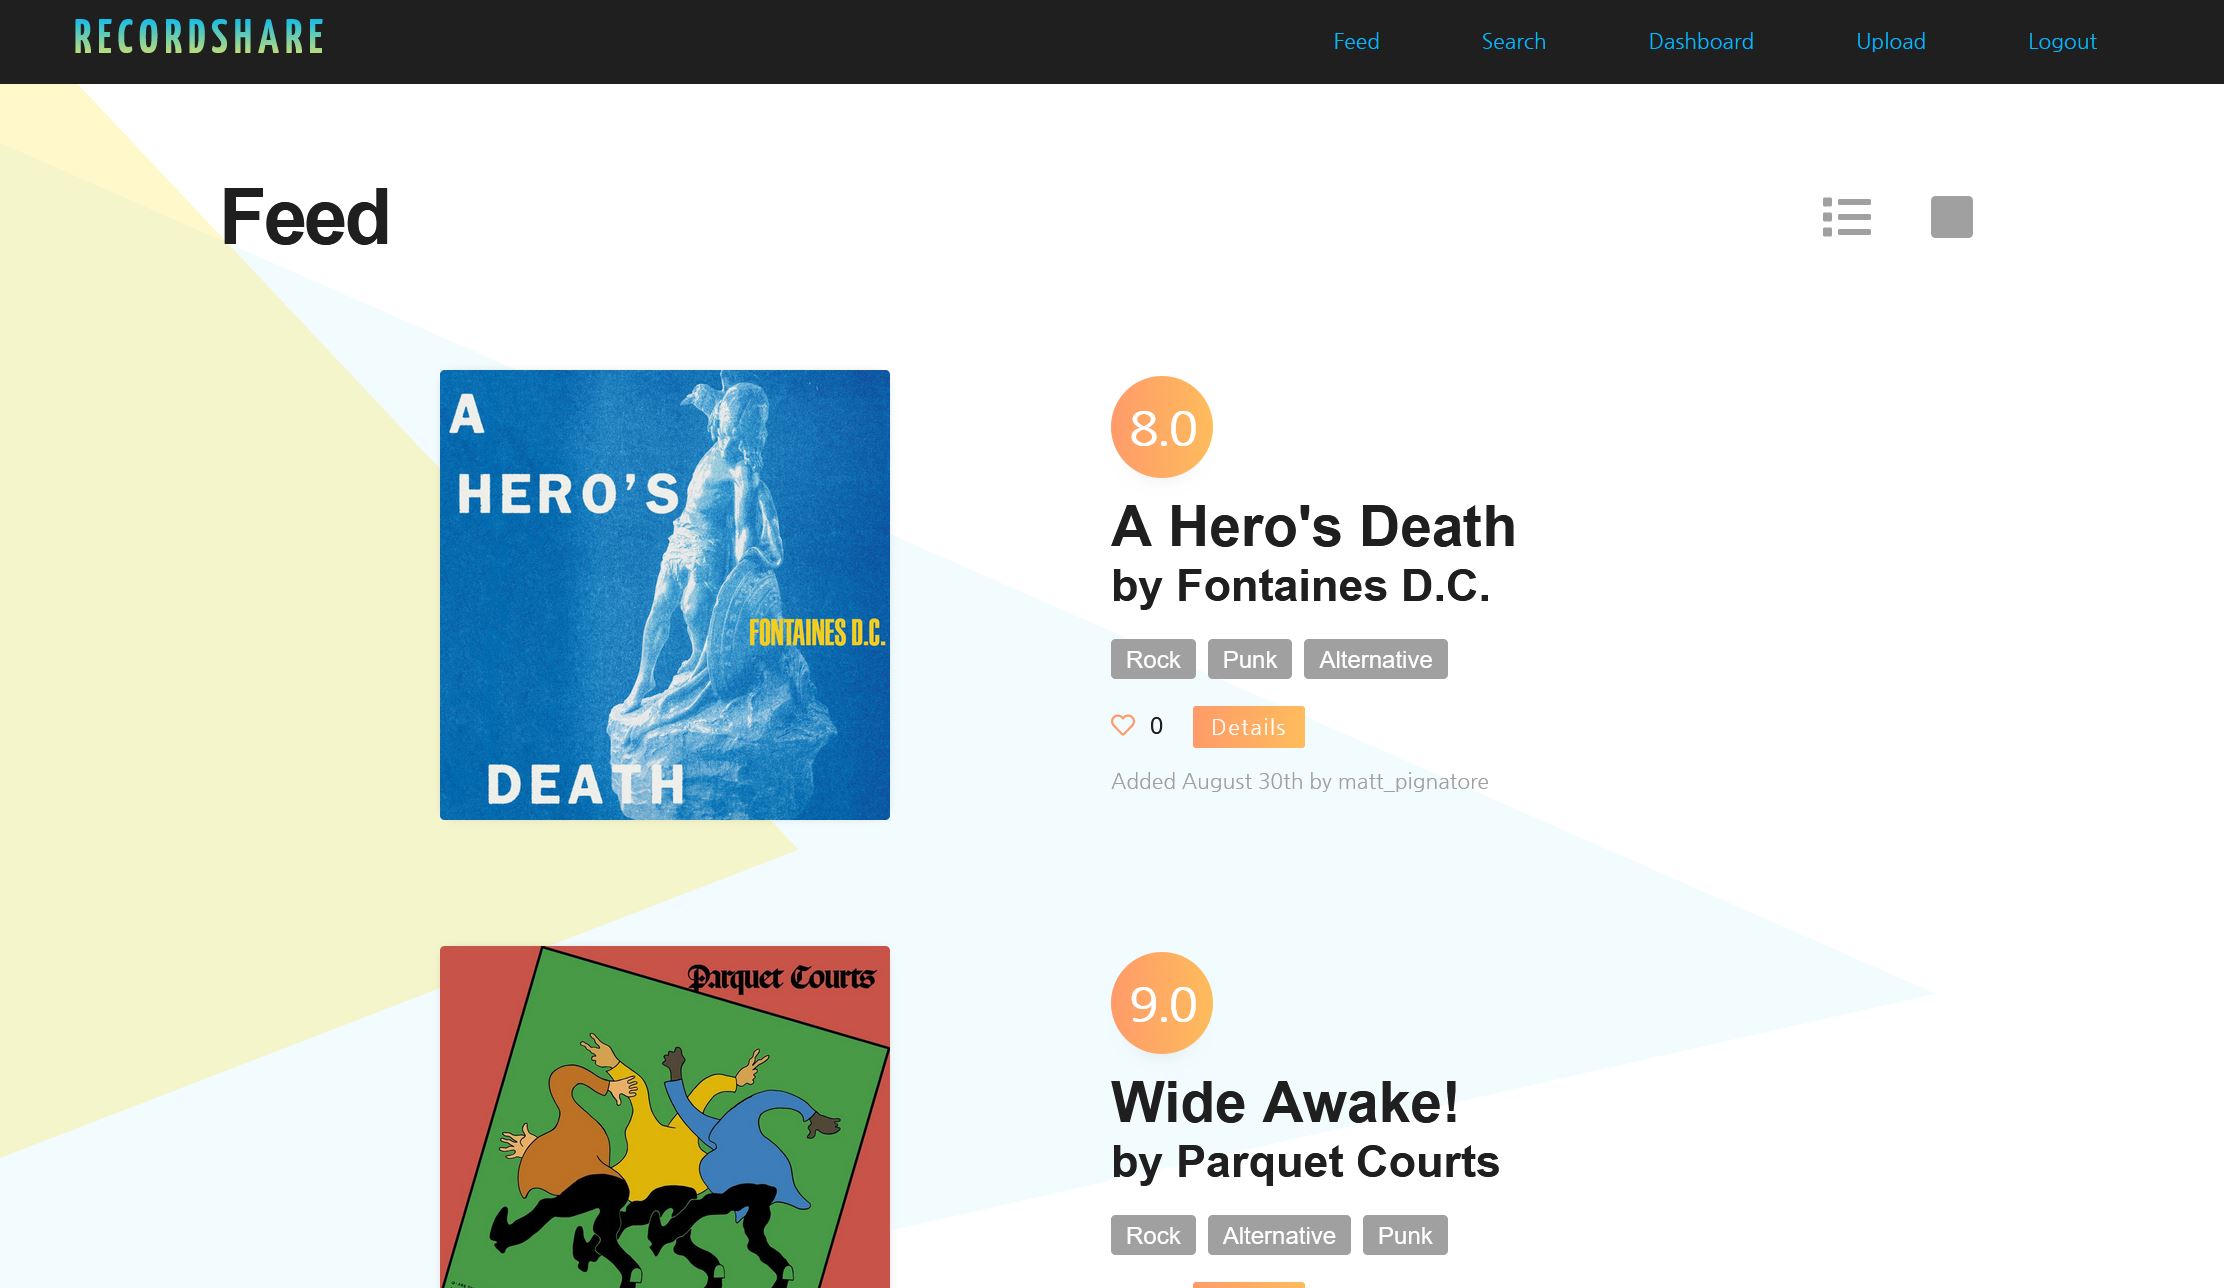 RECORDSHARE
Feed Search Dashboard Upload Logout
Feed
A
HERO'S
FONTAINES D.C.
DEATH
8.0
A Hero's Death
by Fontaines D.C.
Rock Punk Alternative
0 Details
Added August 30th by matt_pignatore
Parquet Courts
9.0
Wide Awake!
by Parquet Courts
Rock Alternative Punk